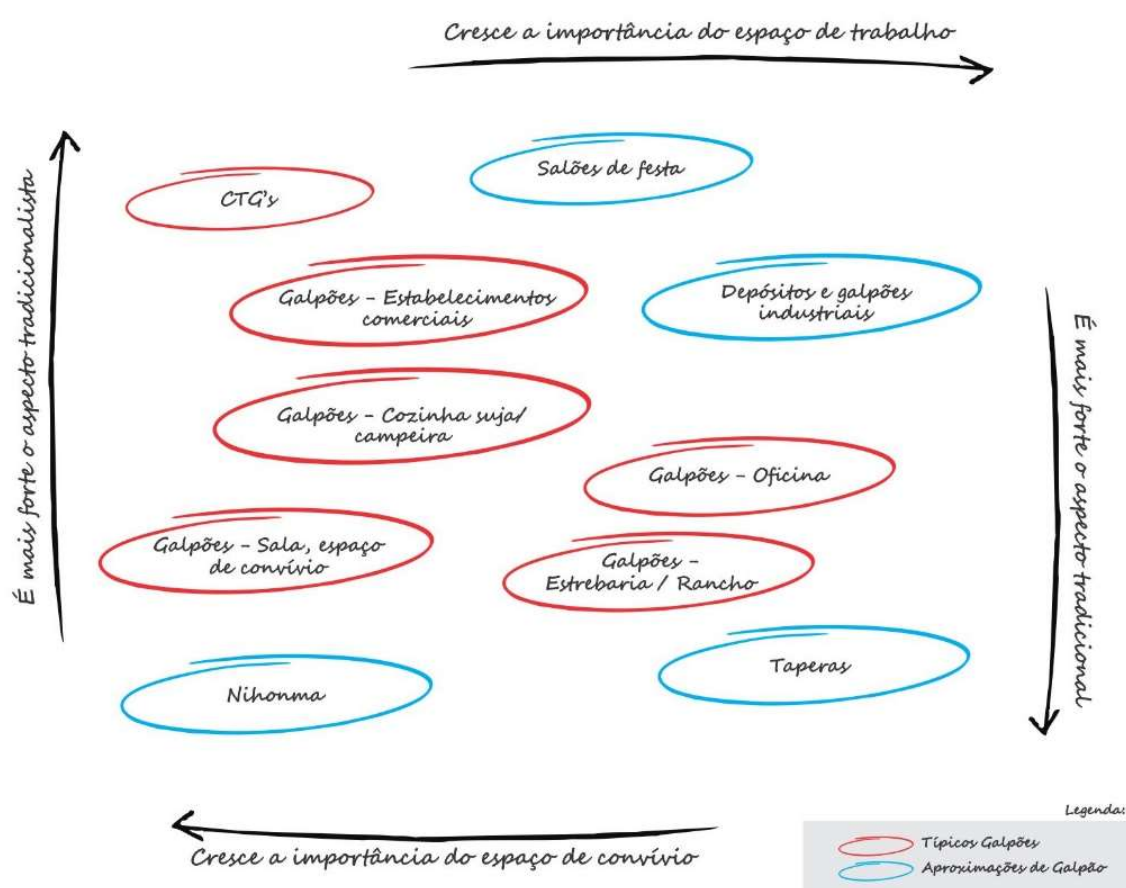 Cresce a importância do espaço de trabalho
É mais forte o aspecto tradicionalista
CTG's
Salões de festa
Galpões - Estabelecimentos
comerciais
Depósitos e galpões
industriais
Galpões - Cozinha suja/
campeira
Galpões - Oficina
Galpões - Sala, espaço
de convívio
Galpões -
Estrebaria / Rancho
É mais forte o aspecto tradicional
Nihonma
Taperas
Cresce a importância do espaço de convívio
Legenda:
Típicos Galpões
Aproximações de Galpão